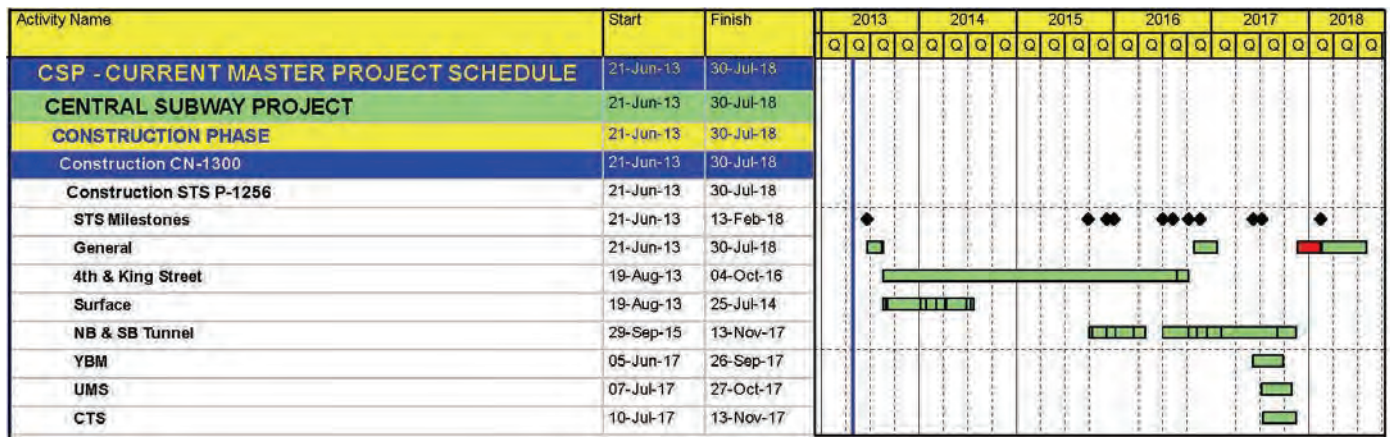 Activity Name Start Finish 2013 2014 2015 2016 2017 2018
Q Q Q Q Q Q Q Q Q Q Q Q Q Q Q Q Q Q Q Q Q Q Q
CSP - CURRENT MASTER PROJECT SCHEDULE 21-Jun-13 30-Jul-18
CENTRAL SUBWAY PROJECT 21-Jun-13 30-Jul-18
CONSTRUCTION PHASE 21-Jun-13 30-Jul-18
Construction CN-1300 21-Jun-13 30-Jul-18
Construction STS P-1256 21-Jun-13 30-Jul-18
STS Milestones 21-Jun-13 13-Feb-18
General 21-Jun-13 30-Jul-18
4th & King Street 19-Aug-13 04-Oct-16
Surface 19-Aug-13 25-Jul-14
NB & SB Tunnel 29-Sep-15 13-Nov-17
YBM 05-Jun-17 26-Sep-17
UMS 07-Jul-17 27-Oct-17
CTS 10-Jul-17 13-Nov-17